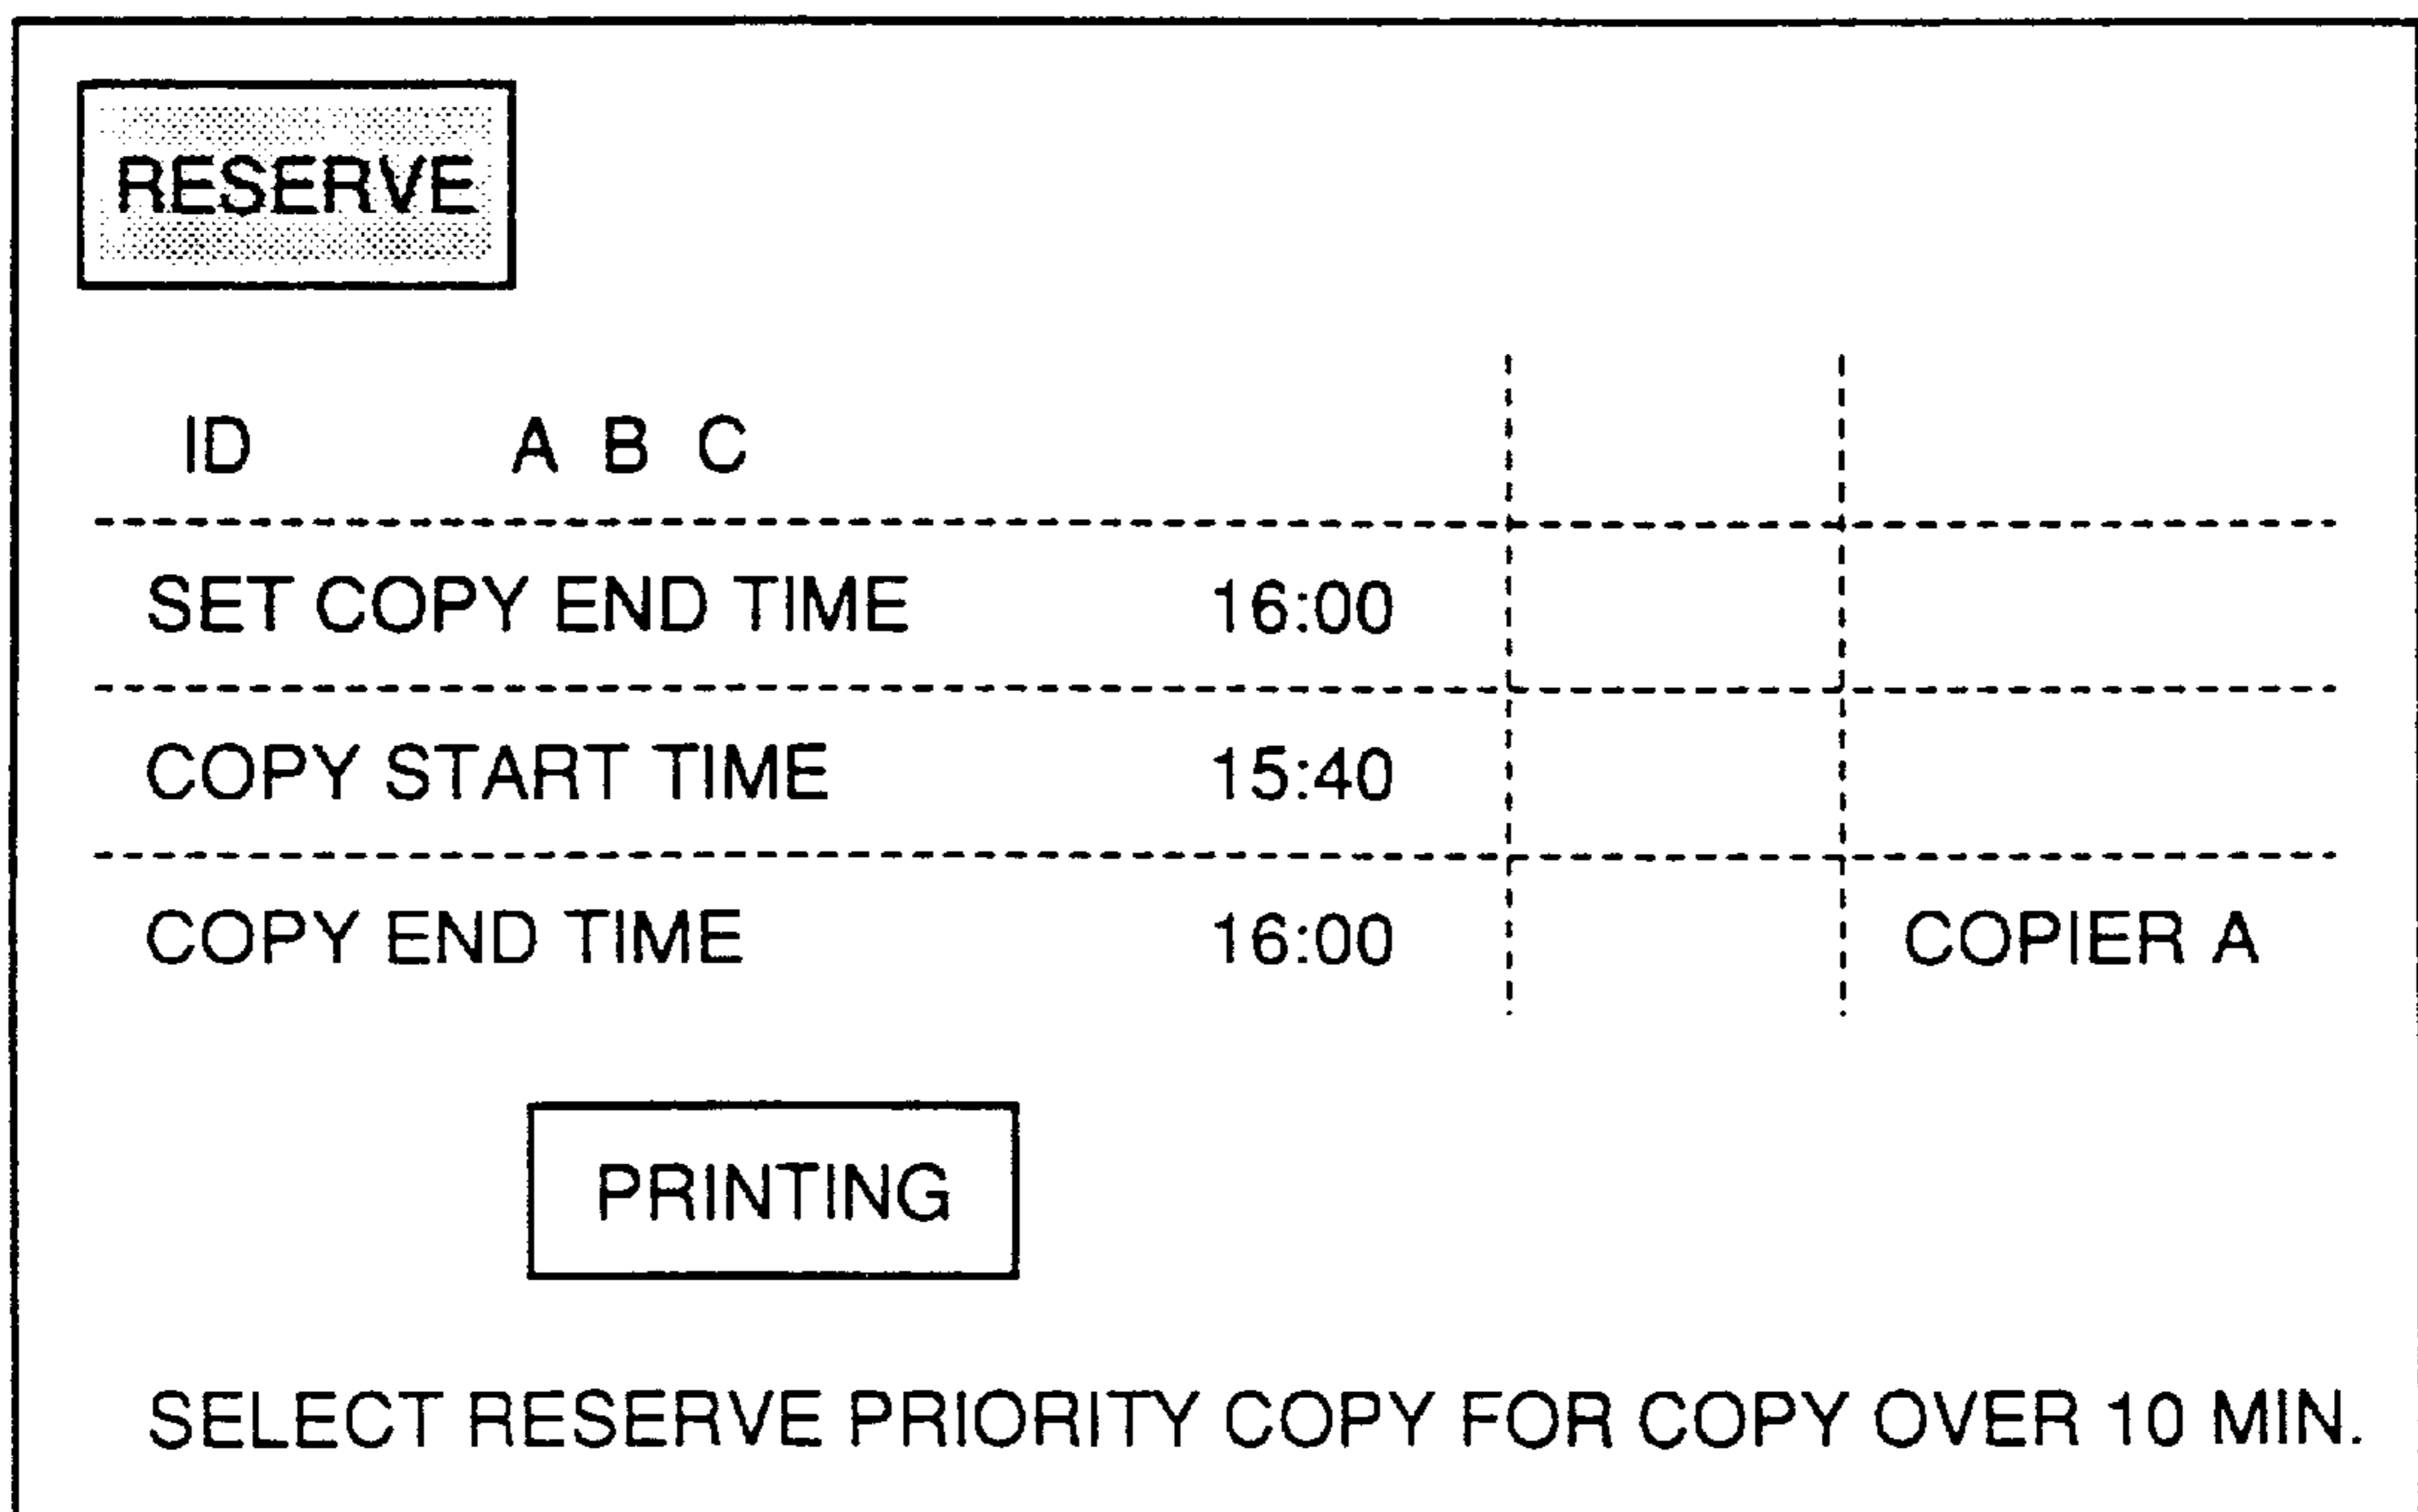 RESERVE
ID A B C
SET COPY END TIME 16:00
COPY START TIME 15:40
COPY END TIME 16:00 COPIER A
PRINTING
SELECT RESERVE PRIORITY COPY FOR COPY OVER 10 MIN.